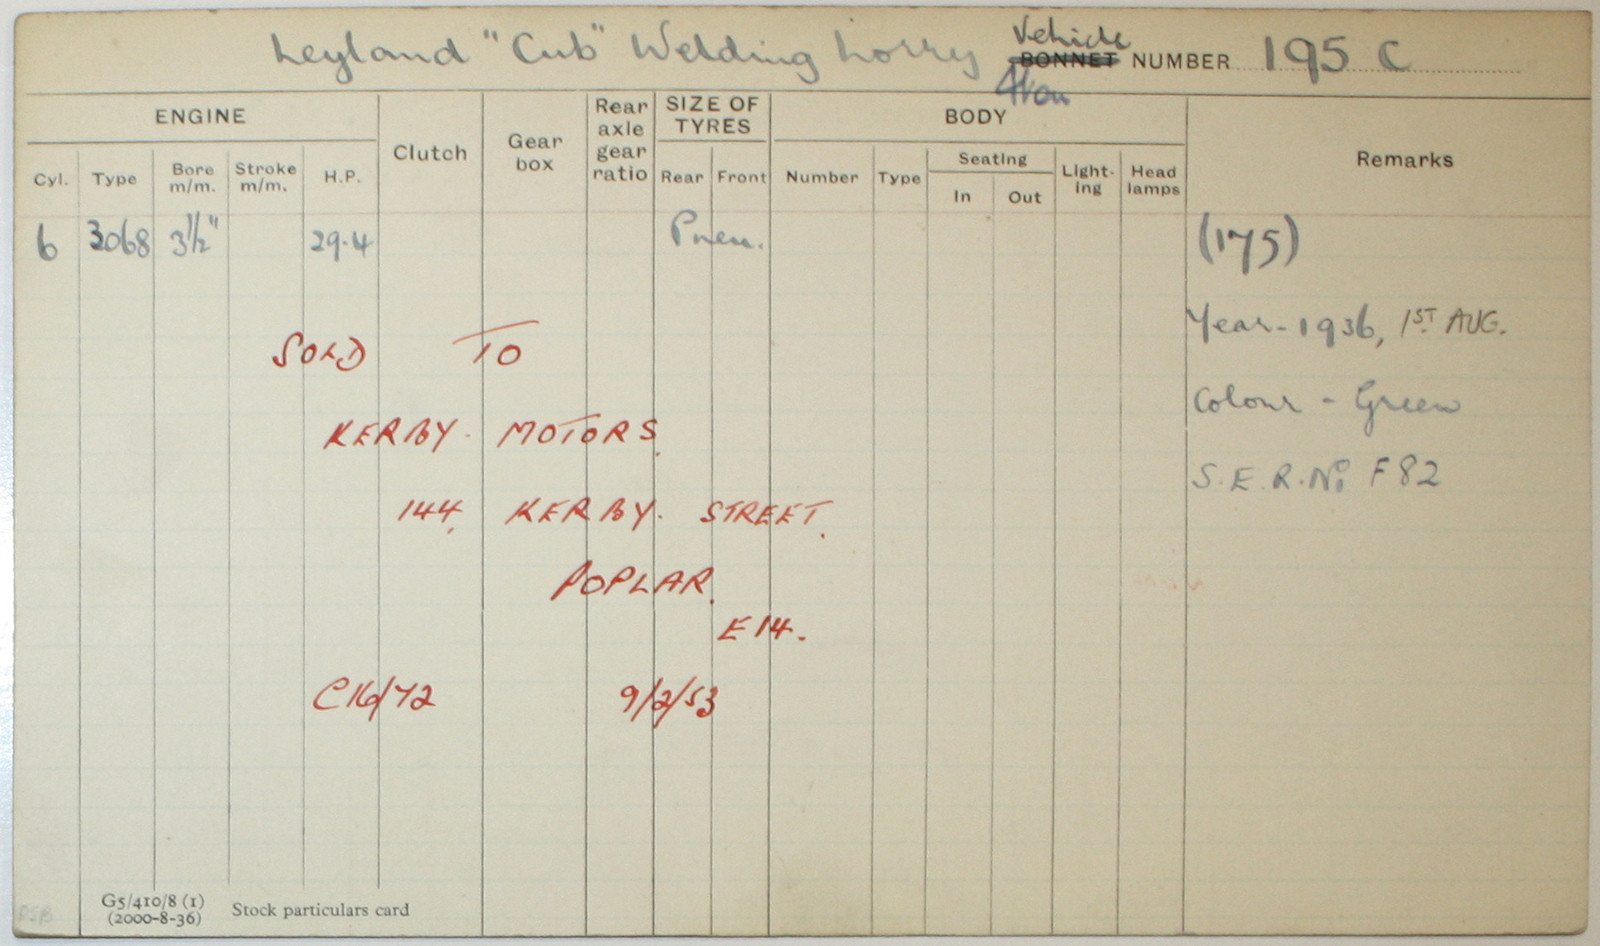 Leyland "Cub" Welding Lorry Vehicle BONNET NUMBER 195 C
4 ton
ENGINE Clutch Gear box Rear axle gear ratio SIZE OF TYRES BODY Remarks
Cyl. Type Bore m/m. Stroke m/m. H.P. Rear Front Number Type Seating In Out Light-ing Head lamps
6 3068 3½" 29.4 Pneu. (175)
Year - 1936, 1ST AUG.
SOLD TO
Colour - Green
KERBY MOTORS.
S.E.R.No F82
144, KERBY STREET.
POPLAR.
E14.
C16/72 9/2/53
G5/410/8 (1)
(2000-8-36) Stock particulars card